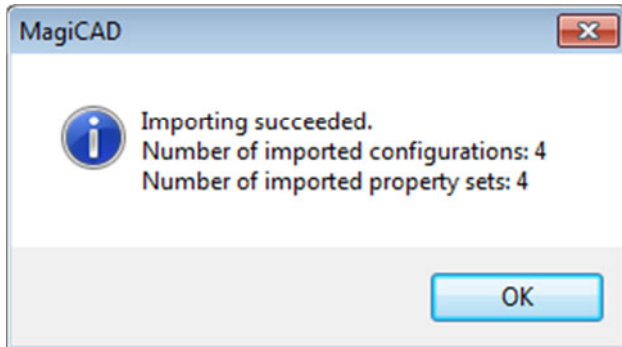 MagiCAD
Importing succeeded.
Number of imported configurations: 4
Number of imported property sets: 4
OK